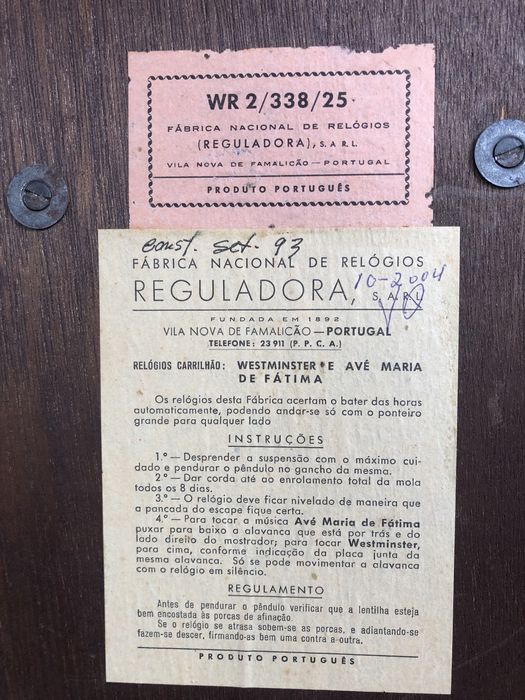 WR 2/338/25
FÁBRICA NACIONAL DE RELÓGIOS
(REGULADORA), S. A R L.
VILA NOVA DE FAMALICÃO — PORTUGAL
PRODUTO PORTUGUÊS
const. set. 93
FÁBRICA NACIONAL DE RELÓGIOS
10-2004
REGULADORA, S. A R L
FUNDADA EM 1892
VILA NOVA DE FAMALICÃO — PORTUGAL
TELEFONE: 23 911 (P. P. C. A.)
RELÓGIOS CARRILHÃO: WESTMINSTER E AVÉ MARIA
DE FÁTIMA
Os relógios desta Fábrica acertam o bater das horas
automaticamente, podendo andar-se só com o ponteiro
grande para qualquer lado
INSTRUÇÕES
1.º — Desprender a suspensão com o máximo cui-
dado e pendurar o pêndulo no gancho da mesma.
2.º — Dar corda até ao enrolamento total da mola
todos os 8 dias.
3.º — O relógio deve ficar nivelado de maneira que
a pancada do escape fique certa.
4.º — Para tocar a música Avé Maria de Fátima
puxar para baixo a alavanca que está por trás e do
lado direito do mostrador; para tocar Westminster,
para cima, conforme indicação da placa junta da
mesma alavanca. Só se pode movimentar a alavanca
com o relógio em silêncio.
REGULAMENTO
Antes de pendurar o pêndulo verificar que a lentilha esteja
bem encostada às porcas de afinação.
Se o relógio se atrasa sobem-se as porcas, e adiantando-se
fazem-se descer, firmando-as bem uma contra a outra.
PRODUTO PORTUGUÊS